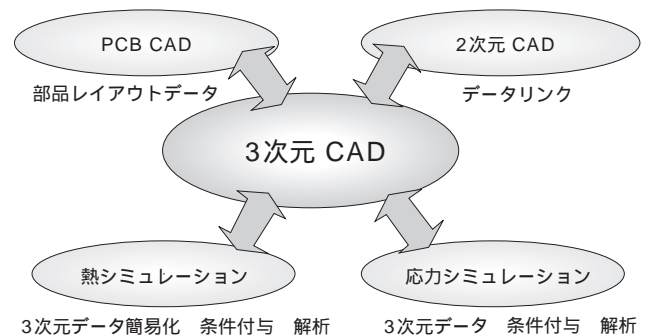 PCB CAD
2次元 CAD
部品レイアウトデータ
データリンク
3次元 CAD
熱シミュレーション
応力シミュレーション
3次元データ簡易化　条件付与　解析
3次元データ　条件付与　解析